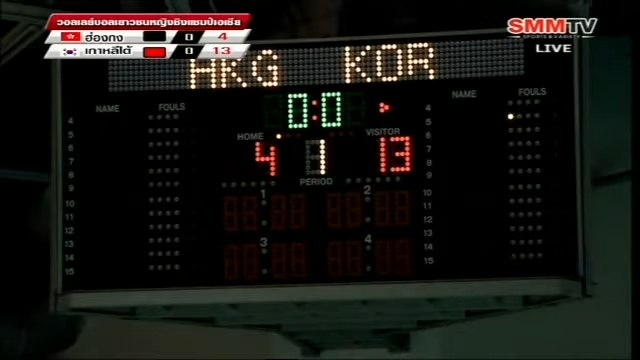 วอลเลย์บอลเยาวชนหญิงชิงแชมป์เอเชีย
ฮ่องกง 0 4
เกาหลีใต้ 0 13
SMMTV
SPORTS & VARIETY
LIVE
HKG KOR
NAME FOULS 0:0 NAME FOULS
4 4
5 HOME VISITOR 5
6 6
7 4 1 13 7
8 8
9 PERIOD 9
10 1 2 10
11 11
12 12
13 3 4 13
14 14
15 15